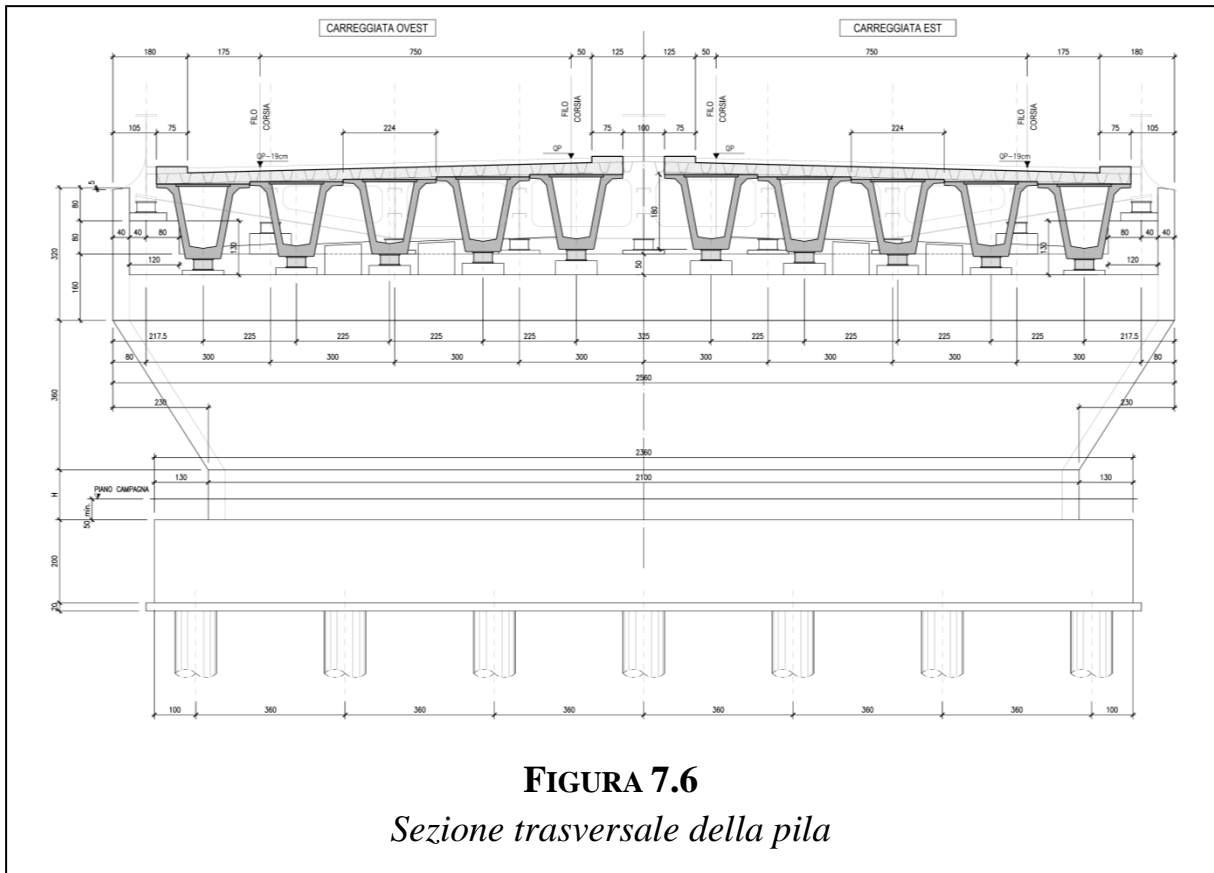 CARREGGIATA OVEST CARREGGIATA EST
180 175 750 50 125 125 50 750 175 180
FILO CORSIA FILO CORSIA FILO CORSIA FILO CORSIA
105 75 224 75 100 75 224 75 105
QP-19cm QP QP QP-19cm
5
80 80 160
320
40 40 80 130 180 130 80 40 40
120 50 120
217.5 225 225 225 225 325 225 225 225 225 217.5
80 300 300 300 300 300 300 300 300 80
2560
360
230 230
2360
130 2100 130
H
PIANO CAMPAGNA
50 min.
200
20
100 360 360 360 360 360 360 100
FIGURA 7.6
Sezione trasversale della pila